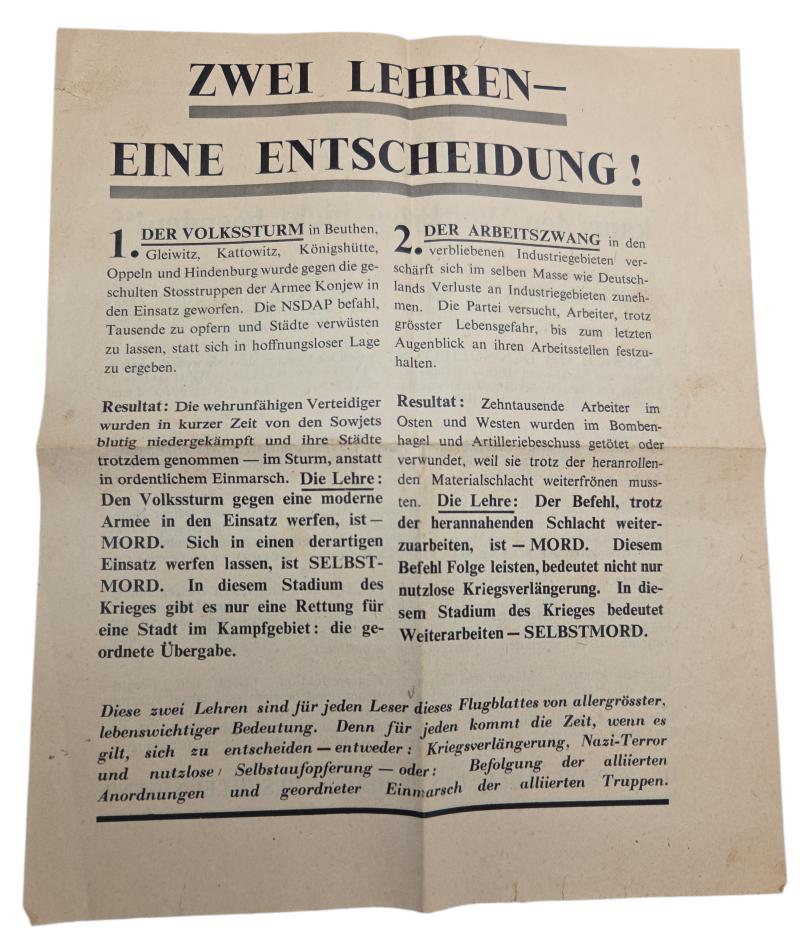 ZWEI LEHREN—
EINE ENTSCHEIDUNG!
1. DER VOLKSSTURM in Beuthen,
Gleiwitz, Kattowitz, Königshütte,
Oppeln und Hindenburg wurde gegen die ge-
schulten Stosstruppen der Armee Konjew in
den Einsatz geworfen. Die NSDAP befahl,
Tausende zu opfern und Städte verwüsten
zu lassen, statt sich in hoffnungsloser Lage
zu ergeben.
Resultat: Die wehrunfähigen Verteidiger
wurden in kurzer Zeit von den Sowjets
blutig niedergekämpft und ihre Städte
trotzdem genommen — im Sturm, anstatt
in ordentlichem Einmarsch. Die Lehre:
Den Volkssturm gegen eine moderne
Armee in den Einsatz werfen, ist —
MORD. Sich in einen derartigen
Einsatz werfen lassen, ist SELBST-
MORD. In diesem Stadium des
Krieges gibt es nur eine Rettung für
eine Stadt im Kampfgebiet: die ge-
ordnete Übergabe.
2. DER ARBEITSZWANG in den
verbliebenen Industriegebieten ver-
schärft sich im selben Masse wie Deutsch-
lands Verluste an Industriegebieten zuneh-
men. Die Partei versucht, Arbeiter, trotz
grösster Lebensgefahr, bis zum letzten
Augenblick an ihren Arbeitsstellen festzu-
halten.
Resultat: Zehntausende Arbeiter im
Osten und Westen wurden im Bomben-
hagel und Artilleriebeschuss getötet oder
verwundet, weil sie trotz der heranrollen-
den Materialschlacht weiterfrönen muss-
ten. Die Lehre: Der Befehl, trotz
der herannahenden Schlacht weiter-
zuarbeiten, ist — MORD. Diesem
Befehl Folge leisten, bedeutet nicht nur
nutzlose Kriegsverlängerung. In die-
sem Stadium des Krieges bedeutet
Weiterarbeiten — SELBSTMORD.
Diese zwei Lehren sind für jeden Leser dieses Flugblattes von allergrösster,
lebenswichtiger Bedeutung. Denn für jeden kommt die Zeit, wenn es
gilt, sich zu entscheiden — entweder: Kriegsverlängerung, Nazi-Terror
und nutzlose Selbstaufopferung — oder: Befolgung der alliierten
Anordnungen und geordneter Einmarsch der alliierten Truppen.